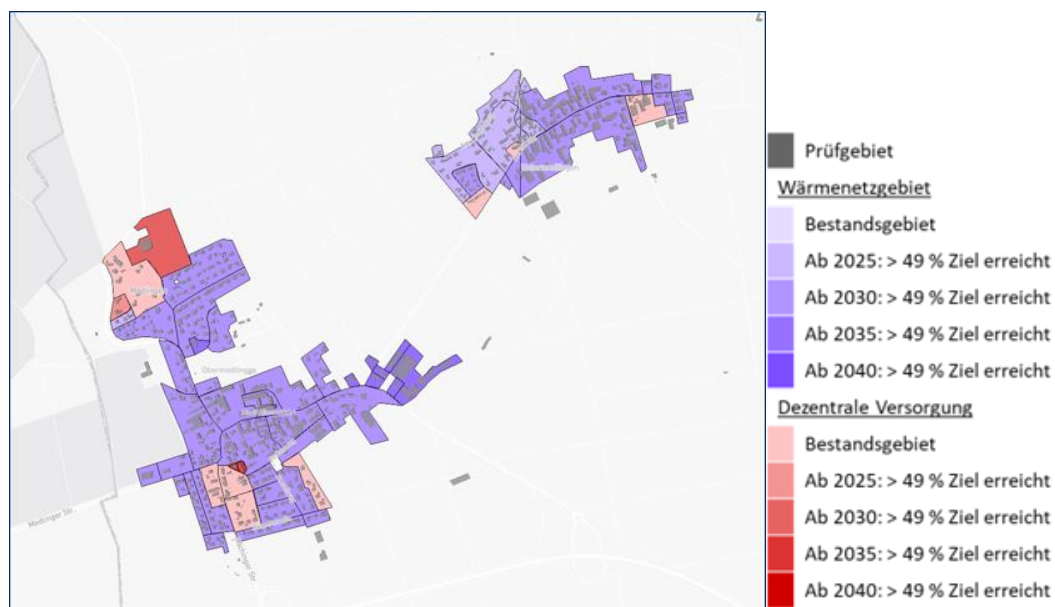 Prüfgebiet
Wärmenetzgebiet
Bestandsgebiet
Ab 2025: > 49 % Ziel erreicht
Ab 2030: > 49 % Ziel erreicht
Ab 2035: > 49 % Ziel erreicht
Ab 2040: > 49 % Ziel erreicht
Dezentrale Versorgung
Bestandsgebiet
Ab 2025: > 49 % Ziel erreicht
Ab 2030: > 49 % Ziel erreicht
Ab 2035: > 49 % Ziel erreicht
Ab 2040: > 49 % Ziel erreicht
Medlinger Str.